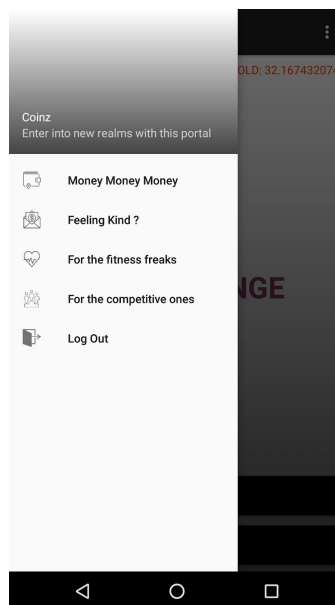 Coinz
Enter into new realms with this portal
OLD: 32.16743207
Money Money Money
Feeling Kind ?
For the fitness freaks
For the competitive ones
NGE
Log Out